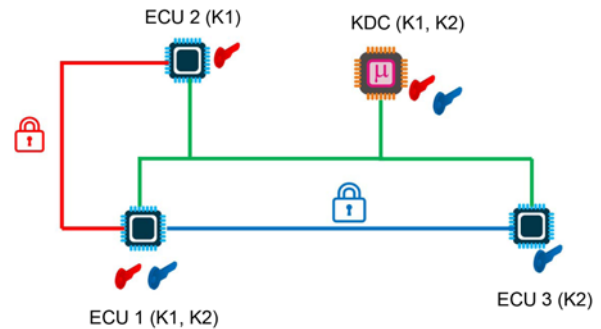 ECU 2 (K1)
KDC (K1, K2)
μ
ECU 1 (K1, K2)
ECU 3 (K2)